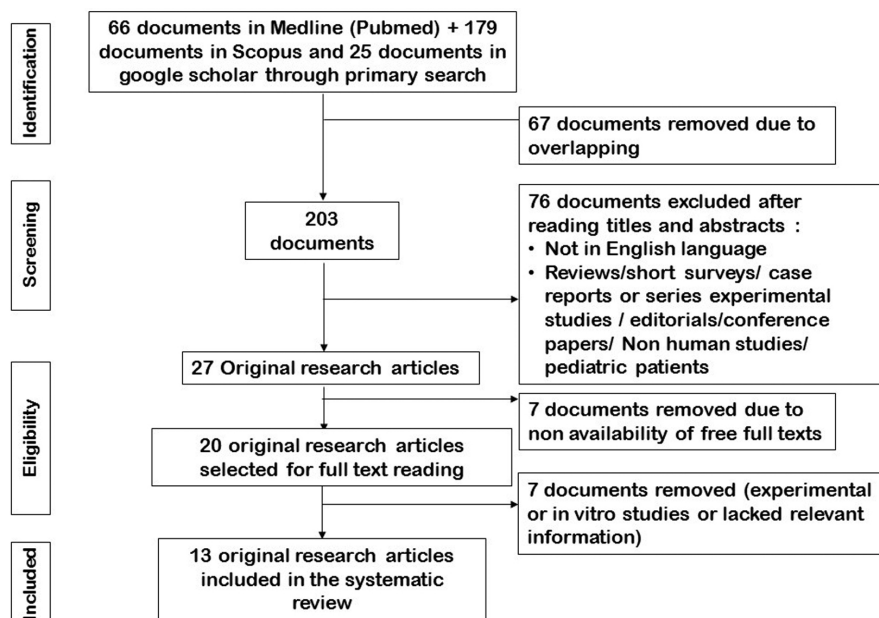 Identification
66 documents in Medline (Pubmed) + 179
documents in Scopus and 25 documents in
google scholar through primary search
67 documents removed due to
overlapping
Screening
203
documents
76 documents excluded after
reading titles and abstracts :
• Not in English language
• Reviews/short surveys/ case
reports or series experimental
studies / editorials/conference
papers/ Non human studies/
pediatric patients
Eligibility
27 Original research articles
7 documents removed due to
non availability of free full texts
20 original research articles
selected for full text reading
7 documents removed (experimental
or in vitro studies or lacked relevant
information)
Included
13 original research articles
included in the systematic
review